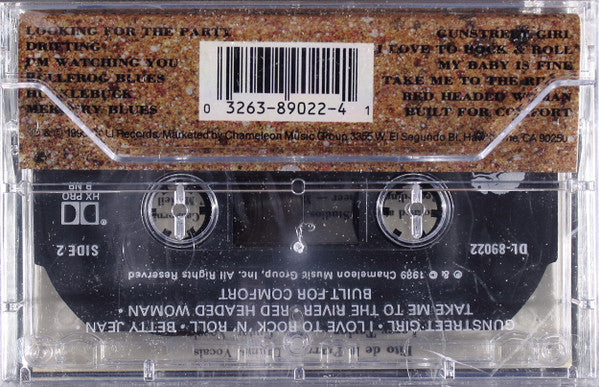 LOOKING FOR THE PARTY
DRIFTING
I'M WATCHING YOU
BULLFROG BLUES
HUCKLEBUCK
MERCURY BLUES
GUNSTREET GIRL
I LOVE TO ROCK & ROLL
MY BABY IS FINE
TAKE ME TO THE
RED HEADED WOMAN
BUILT FOR COMFORT
0 3263-89022-4 1
Records, Marketed by Chameleon Music Group 3355 W. El Segundo Bl. Hawthorne, CA 90250
GUNSTREET GIRL • I LOVE TO ROCK 'N' ROLL • BETTY JEAN
TAKE ME TO THE RIVER • RED HEADED WOMAN •
BUILT FOR COMFORT
℗ & © 1989 Chameleon Music Group, Inc. All Rights Reserved
DL-89022
SIDE 2
B NR
HX PRO
Drums, Vocals